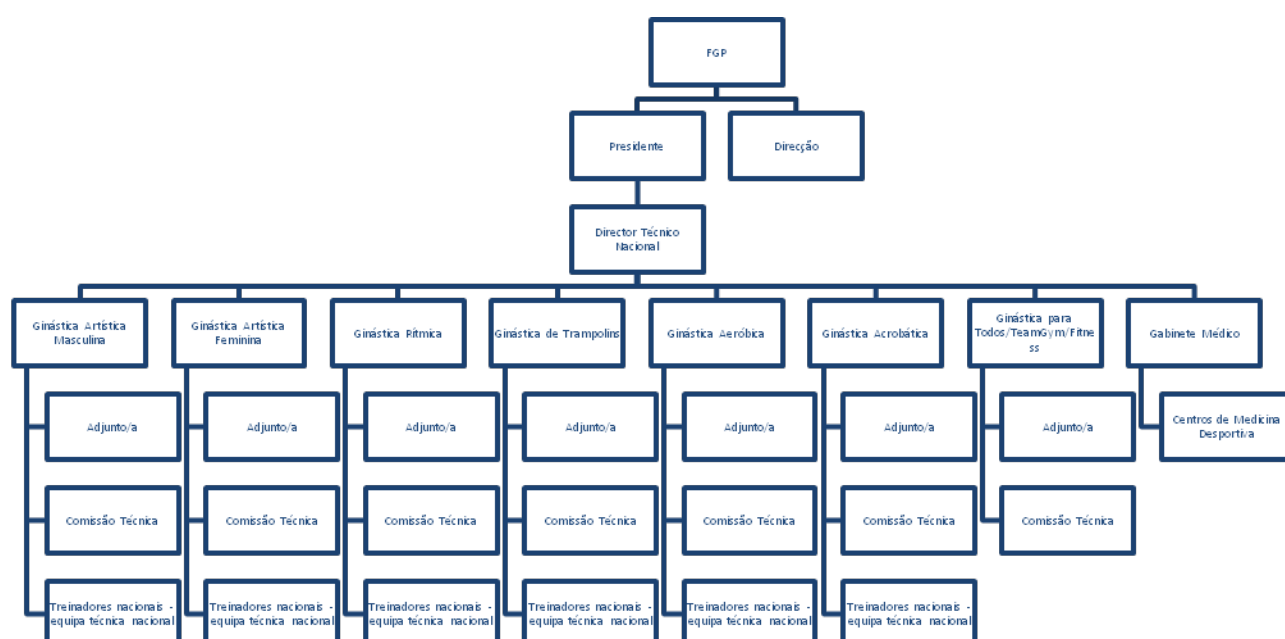 FGP
Presidente
Direcção
Director Técnico
Nacional
Ginástica Artística
Masculina
Ginástica Artística
Feminina
Ginástica Rítmica
Ginástica de Trampolins
Ginástica Aeróbica
Ginástica Acrobática
Ginástica para
Todos/TeamGym/Fitne
ss
Gabinete Médico
Adjunto/a
Adjunto/a
Adjunto/a
Adjunto/a
Adjunto/a
Adjunto/a
Adjunto/a
Centros de Medicina
Desportiva
Comissão Técnica
Comissão Técnica
Comissão Técnica
Comissão Técnica
Comissão Técnica
Comissão Técnica
Comissão Técnica
Treinadores nacionais -
equipa técnica nacional
Treinadores nacionais -
equipa técnica nacional
Treinadores nacionais -
equipa técnica nacional
Treinadores nacionais -
equipa técnica nacional
Treinadores nacionais -
equipa técnica nacional
Treinadores nacionais -
equipa técnica nacional